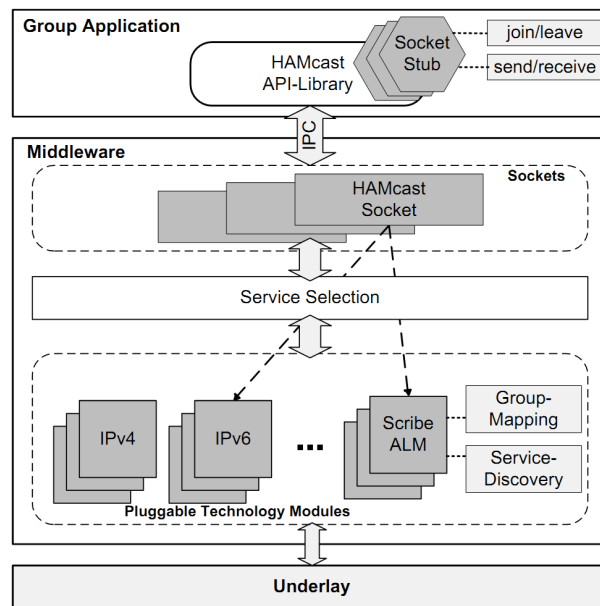 Group Application
HAMcast
API-Library
Socket
Stub
join/leave
send/receive
IPC
Middleware
Sockets
HAMcast
Socket
Service Selection
IPv4
IPv6
...
Scribe
ALM
Group-
Mapping
Service-
Discovery
Pluggable Technology Modules
Underlay